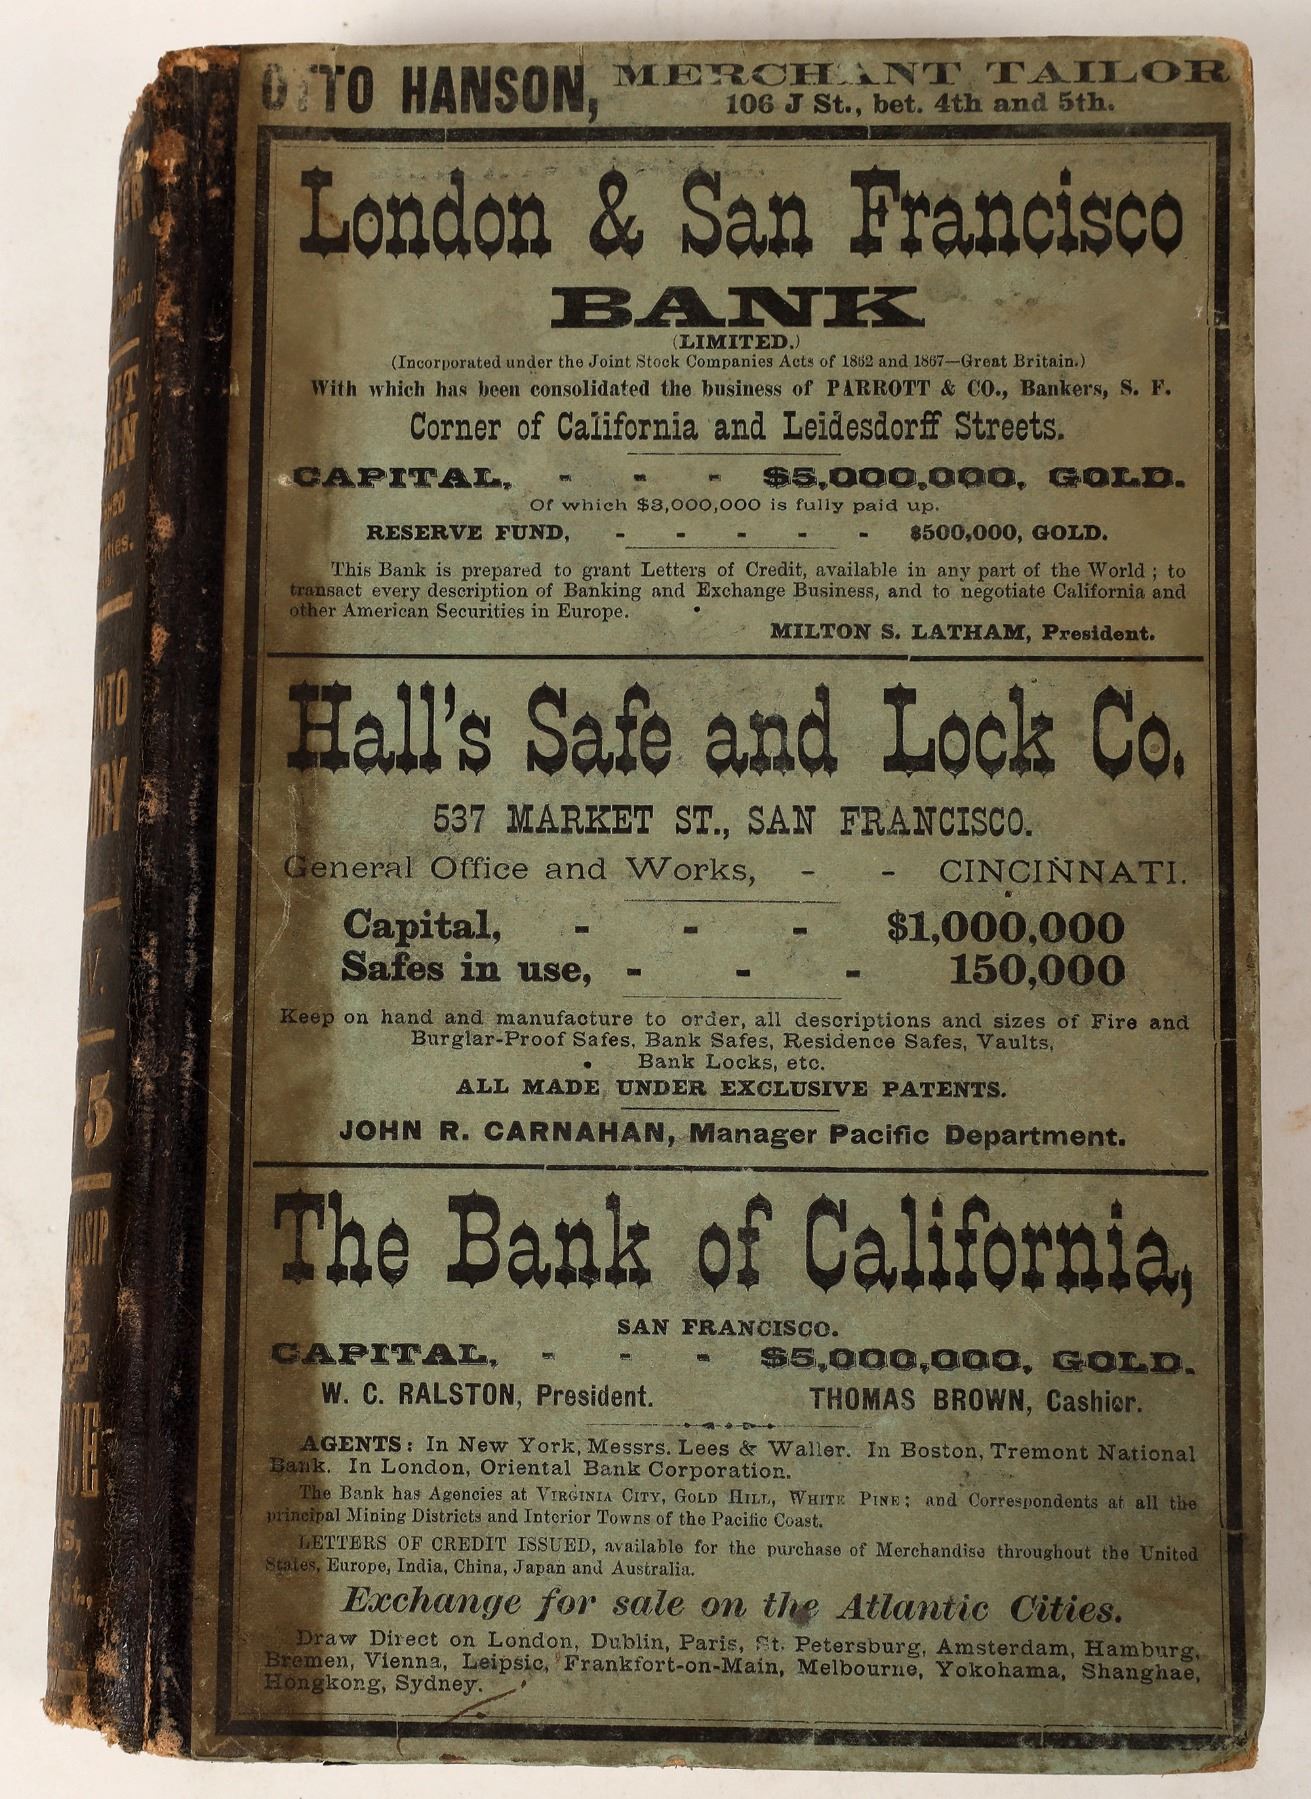 OTTO HANSON, MERCHANT TAILOR
106 J St., bet. 4th and 5th.
London & San Francisco
BANK
(LIMITED.)
(Incorporated under the Joint Stock Companies Acts of 1862 and 1867—Great Britain.)
With which has been consolidated the business of PARROTT & CO., Bankers, S. F.
Corner of California and Leidesdorff Streets.
CAPITAL, - - - $5,000,000, GOLD.
Of which $3,000,000 is fully paid up.
RESERVE FUND, - - - - - $500,000, GOLD.
This Bank is prepared to grant Letters of Credit, available in any part of the World ; to
transact every description of Banking and Exchange Business, and to negotiate California and
other American Securities in Europe.
MILTON S. LATHAM, President.
Hall's Safe and Lock Co.
537 MARKET ST., SAN FRANCISCO.
General Office and Works, - - CINCINNATI.
Capital, - - - $1,000,000
Safes in use, - - - 150,000
Keep on hand and manufacture to order, all descriptions and sizes of Fire and
Burglar-Proof Safes, Bank Safes, Residence Safes, Vaults,
Bank Locks, etc.
ALL MADE UNDER EXCLUSIVE PATENTS.
JOHN R. CARNAHAN, Manager Pacific Department.
The Bank of California,
SAN FRANCISCO.
CAPITAL, - - - $5,000,000, GOLD.
W. C. RALSTON, President. THOMAS BROWN, Cashier.
AGENTS: In New York, Messrs. Lees & Waller. In Boston, Tremont National
Bank. In London, Oriental Bank Corporation.
The Bank has Agencies at VIRGINIA CITY, GOLD HILL, WHITE PINE; and Correspondents at all the
principal Mining Districts and Interior Towns of the Pacific Coast.
LETTERS OF CREDIT ISSUED, available for the purchase of Merchandise throughout the United
States, Europe, India, China, Japan and Australia.
Exchange for sale on the Atlantic Cities.
Draw Direct on London, Dublin, Paris, St. Petersburg, Amsterdam, Hamburg,
Bremen, Vienna, Leipsic, Frankfort-on-Main, Melbourne, Yokohama, Shanghae,
Hongkong, Sydney.